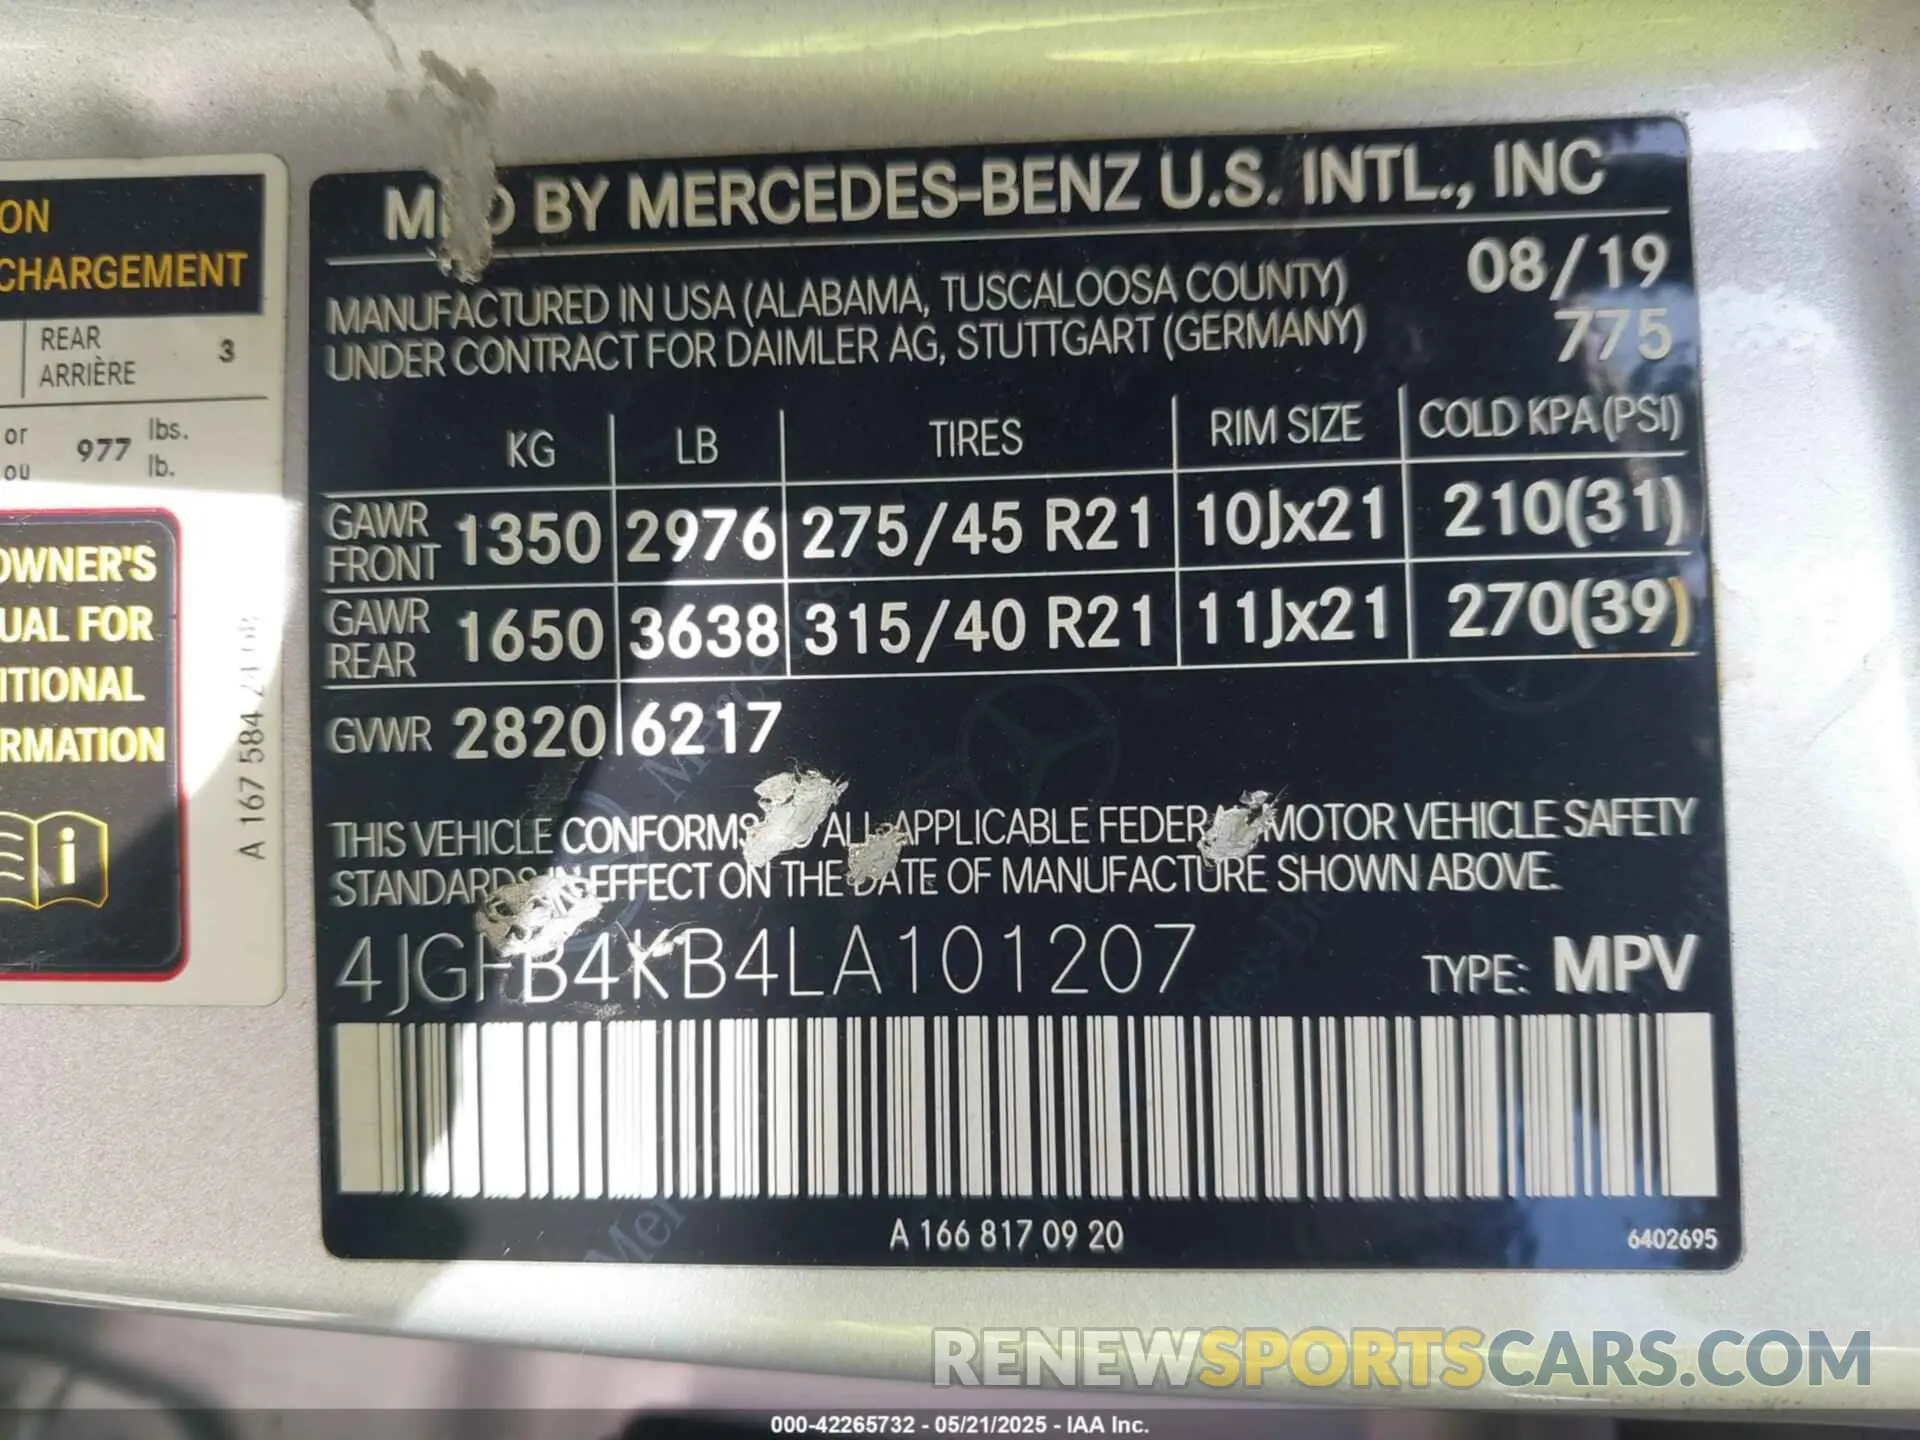 ON
CHARGEMENT
REAR
ARRIÈRE
3
or
ou
977
lbs.
lb.
OWNER'S
UAL FOR
ITIONAL
RMATION
i
A 167 584
MFD BY MERCEDES-BENZ U.S. INTL., INC
MANUFACTURED IN USA (ALABAMA, TUSCALOOSA COUNTY)
UNDER CONTRACT FOR DAIMLER AG, STUTTGART (GERMANY)
08/19
775
KG LB TIRES RIM SIZE COLD KPA (PSI)
GAWR FRONT 1350 2976 275/45 R21 10Jx21 210(31)
GAWR REAR 1650 3638 315/40 R21 11Jx21 270(39)
GVWR 2820 6217
THIS VEHICLE CONFORMS TO ALL APPLICABLE FEDERAL MOTOR VEHICLE SAFETY
STANDARDS IN EFFECT ON THE DATE OF MANUFACTURE SHOWN ABOVE.
4JGFB4KB4LA101207
TYPE: MPV
A 166 817 09 20
6402695
RENEWSPORTSCARS.COM
000-42265732 - 05/21/2025 - IAA Inc.